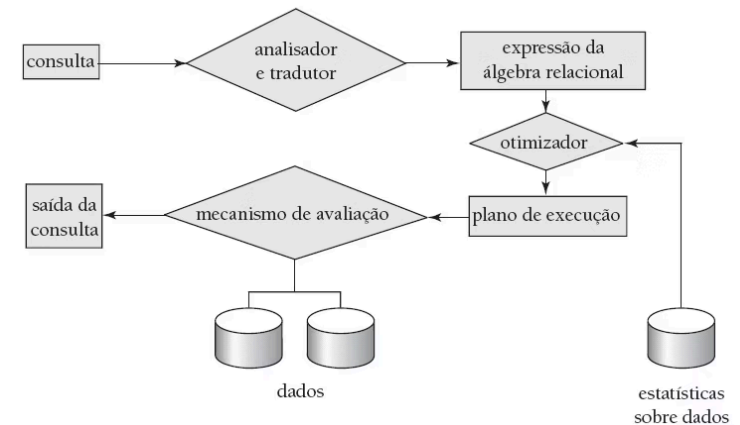 consulta
analisador
e tradutor
expressão da
álgebra relacional
otimizador
saída da
consulta
mecanismo de avaliação
plano de execução
dados
estatísticas
sobre dados